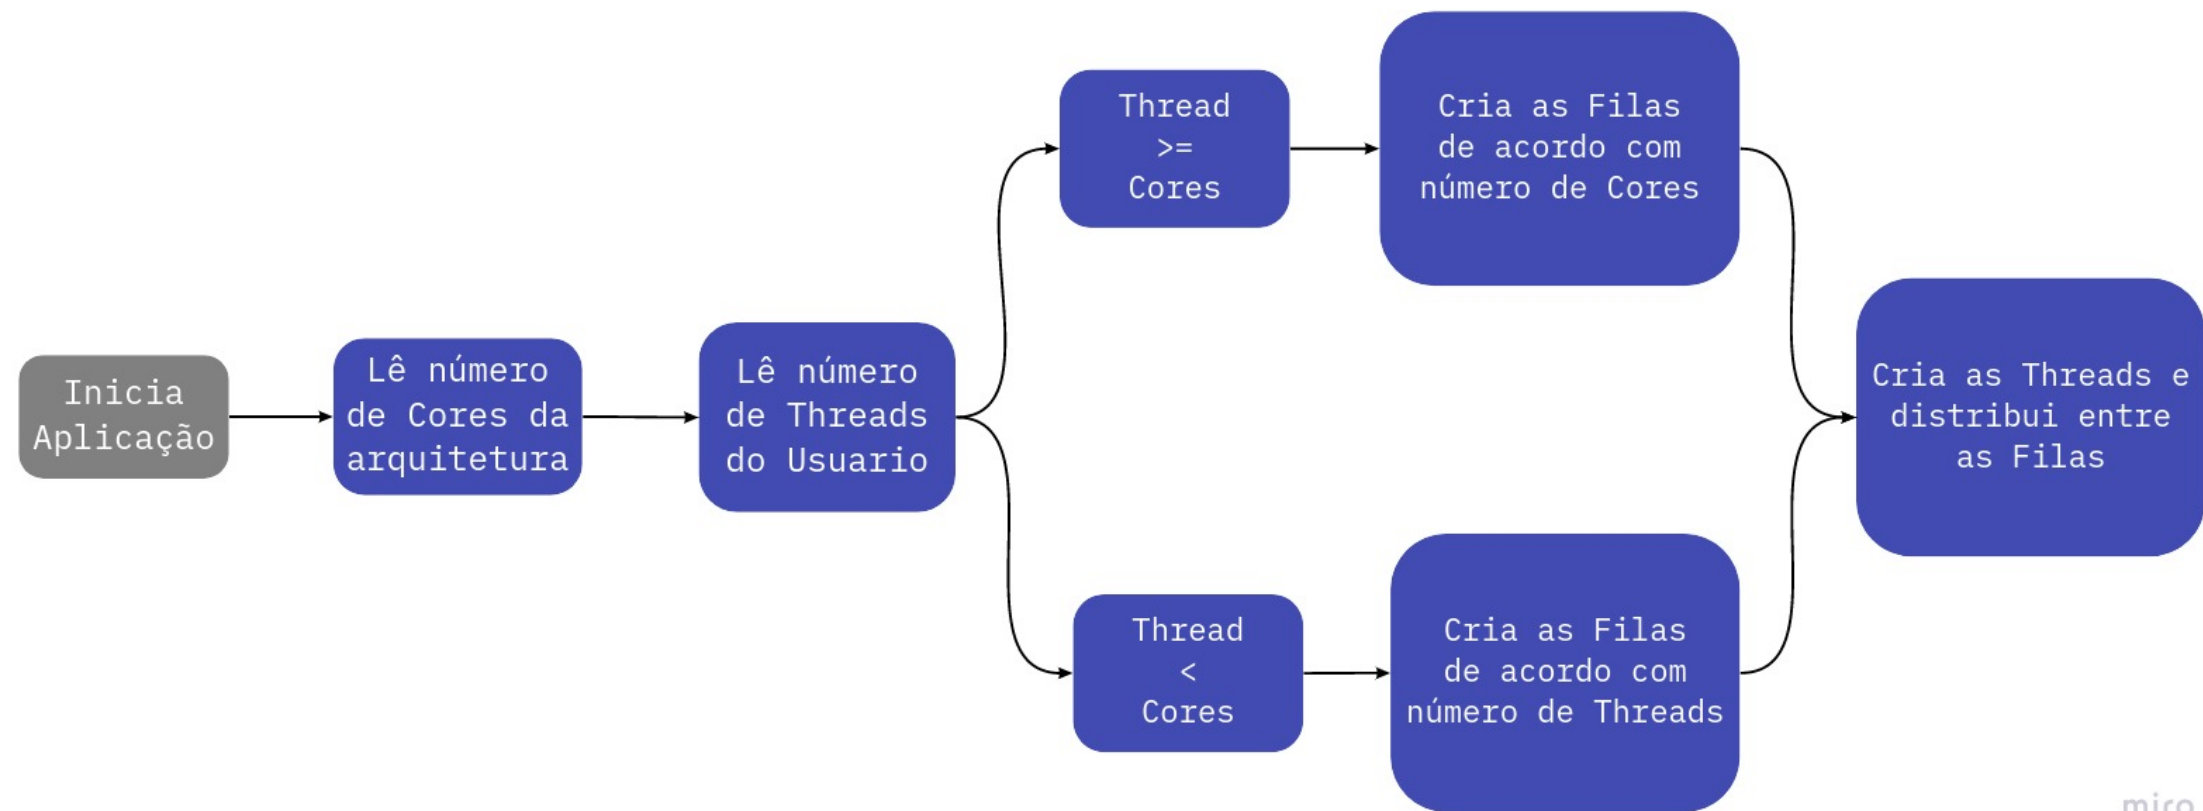 Inicia
Aplicação
Lê número
de Cores da
arquitetura
Lê número
de Threads
do Usuario
Thread
>=
Cores
Cria as Filas
de acordo com
número de Cores
Thread
<
Cores
Cria as Filas
de acordo com
número de Threads
Cria as Threads e
distribui entre
as Filas
miro